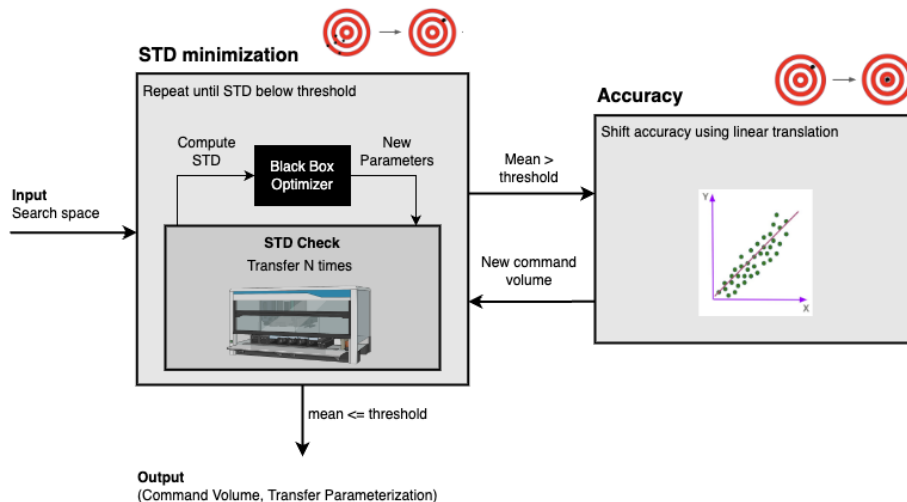 STD minimization
Repeat until STD below threshold
Compute
STD
Black Box
Optimizer
New
Parameters
Input
Search space
STD Check
Transfer N times
Mean >
threshold
New command
volume
Accuracy
Shift accuracy using linear translation
Y
X
mean <= threshold
Output
(Command Volume, Transfer Parameterization)